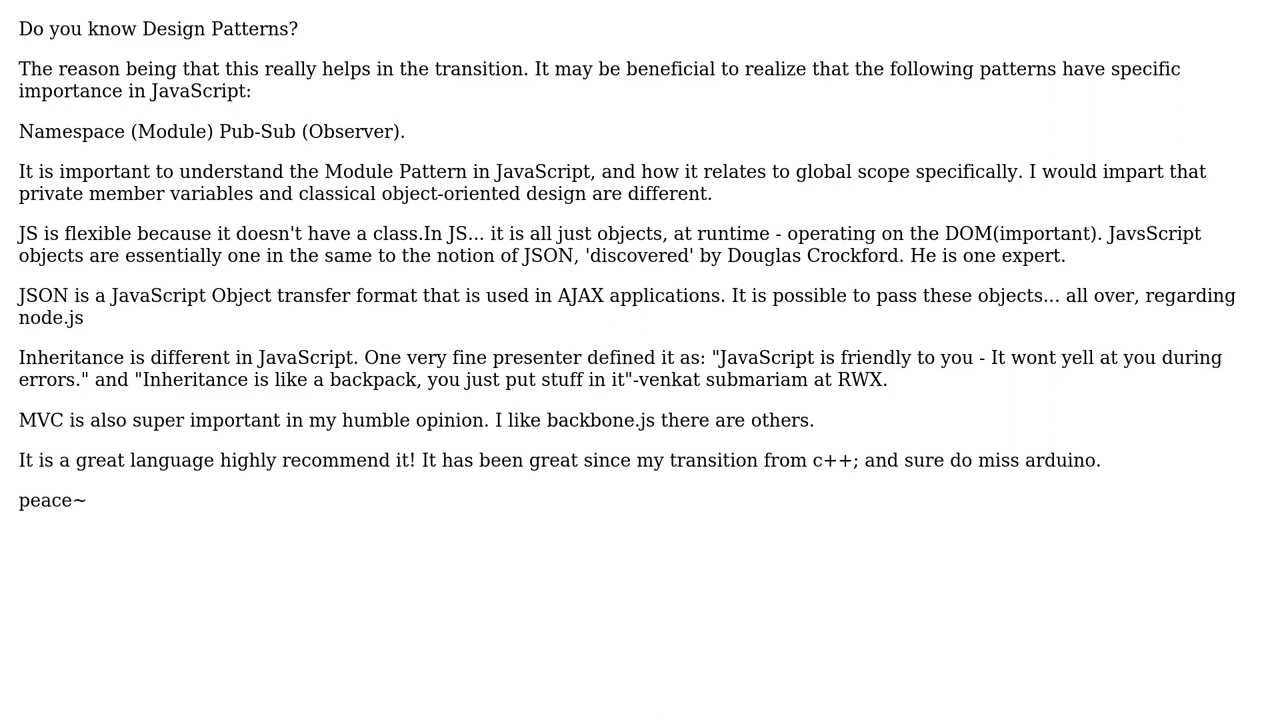 Do you know Design Patterns?
The reason being that this really helps in the transition. It may be beneficial to realize that the following patterns have specific
importance in JavaScript:
Namespace (Module) Pub-Sub (Observer).
It is important to understand the Module Pattern in JavaScript, and how it relates to global scope specifically. I would impart that
private member variables and classical object-oriented design are different.
JS is flexible because it doesn't have a class.In JS... it is all just objects, at runtime - operating on the DOM(important). JavsScript
objects are essentially one in the same to the notion of JSON, 'discovered' by Douglas Crockford. He is one expert.
JSON is a JavaScript Object transfer format that is used in AJAX applications. It is possible to pass these objects... all over, regarding
node.js
Inheritance is different in JavaScript. One very fine presenter defined it as: "JavaScript is friendly to you - It wont yell at you during
errors." and "Inheritance is like a backpack, you just put stuff in it"-venkat submariam at RWX.
MVC is also super important in my humble opinion. I like backbone.js there are others.
It is a great language highly recommend it! It has been great since my transition from c++; and sure do miss arduino.
peace~